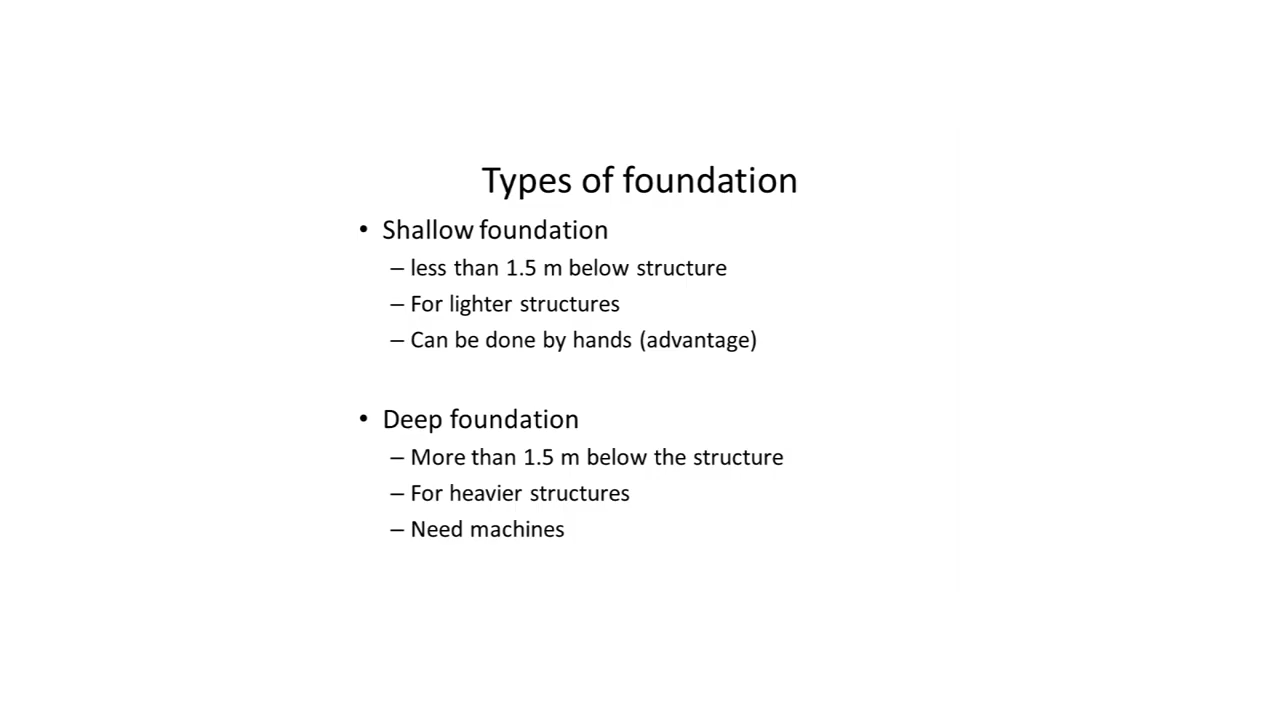 Types of foundation
• Shallow foundation
– less than 1.5 m below structure
– For lighter structures
– Can be done by hands (advantage)
• Deep foundation
– More than 1.5 m below the structure
– For heavier structures
– Need machines